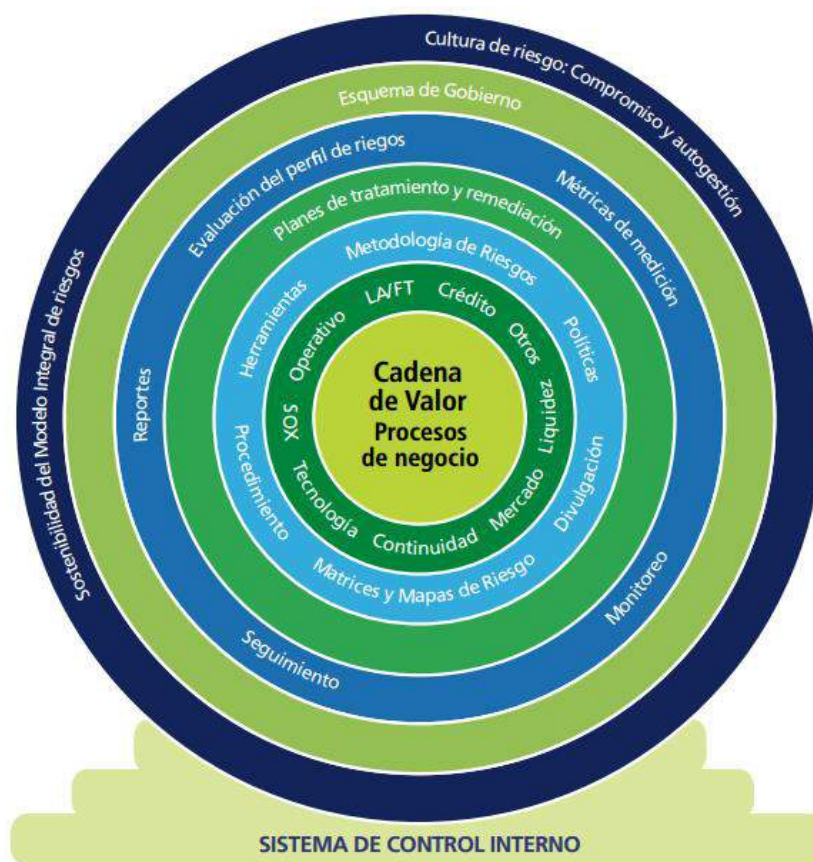 Cultura de riesgo: Compromiso y autogestión
Sostenibilidad del Modelo Integral de riesgos
Esquema de Gobierno
Evaluación del perfil de riegos
Métricas de medición
Monitoreo
Seguimiento
Reportes
Planes de tratamiento y remediación
Metodología de Riesgos
Políticas
Divulgación
Matrices y Mapas de Riesgo
Procedimiento
Herramientas
LA/FT
Crédito
Otros
Liquidez
Mercado
Continuidad
Tecnología
SOX
Operativo
Cadena
de Valor
Procesos
de negocio
SISTEMA DE CONTROL INTERNO